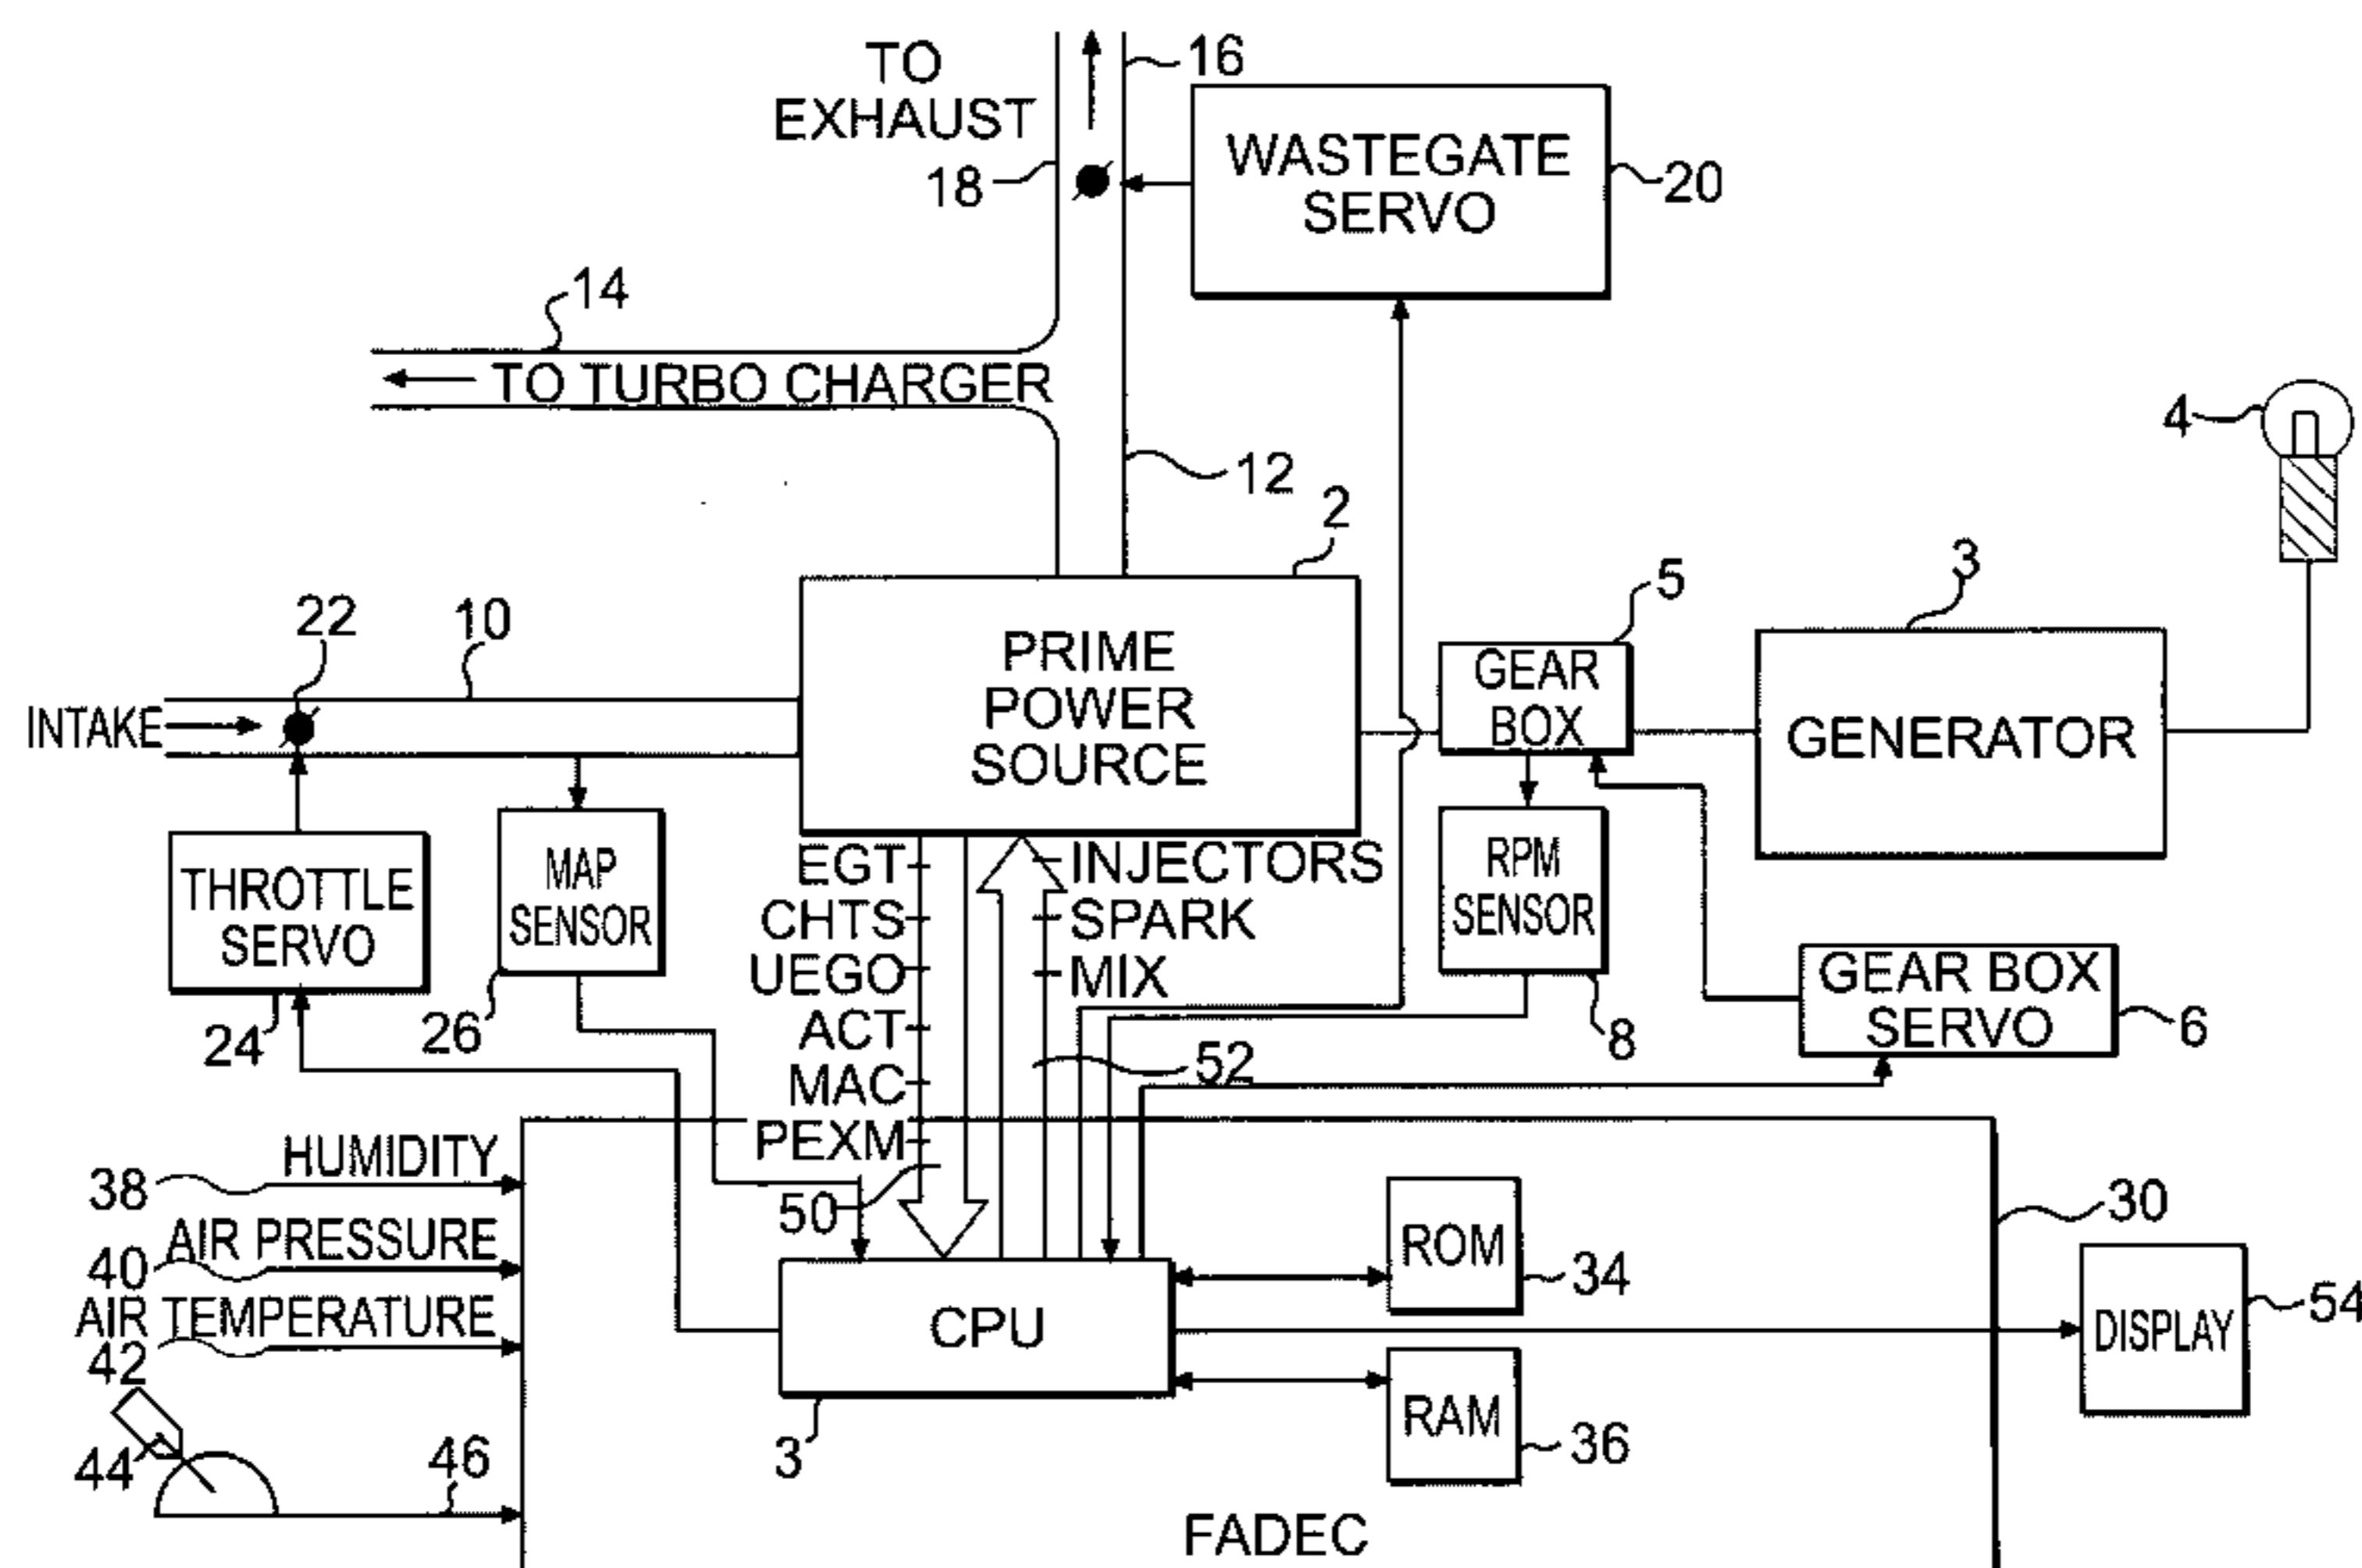 TO
EXHAUST
16
18
WASTEGATE
SERVO
20
14
TO TURBO CHARGER
12
4
2
5
3
22
10
INTAKE
PRIME
POWER
SOURCE
GEAR
BOX
GENERATOR
THROTTLE
SERVO
24
MAP
SENSOR
26
EGT
CHTS
UEGO
ACT
MAC
PEXM
50
INJECTORS
SPARK
MIX
52
RPM
SENSOR
8
GEAR BOX
SERVO
6
HUMIDITY
38
AIR PRESSURE
40
AIR TEMPERATURE
42
44
46
CPU
3
ROM
34
RAM
36
30
DISPLAY
54
FADEC